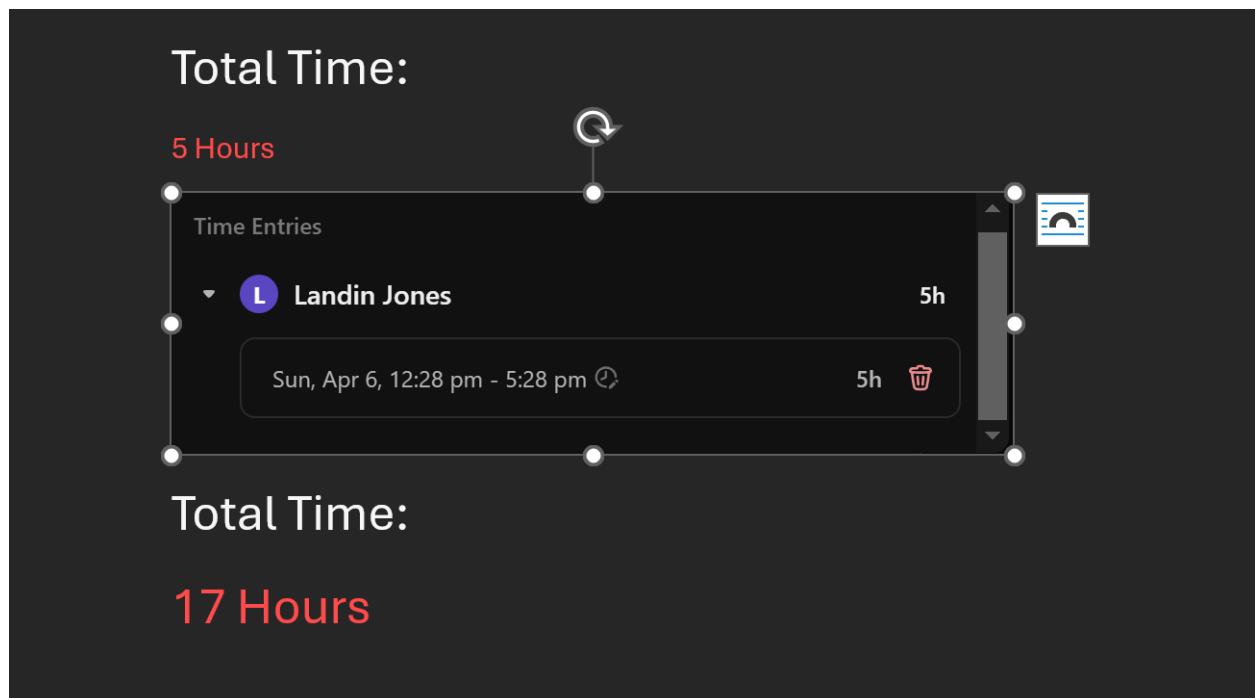 Total Time:
5 Hours
Time Entries
L Landin Jones 5h
Sun, Apr 6, 12:28 pm - 5:28 pm 5h
Total Time:
17 Hours